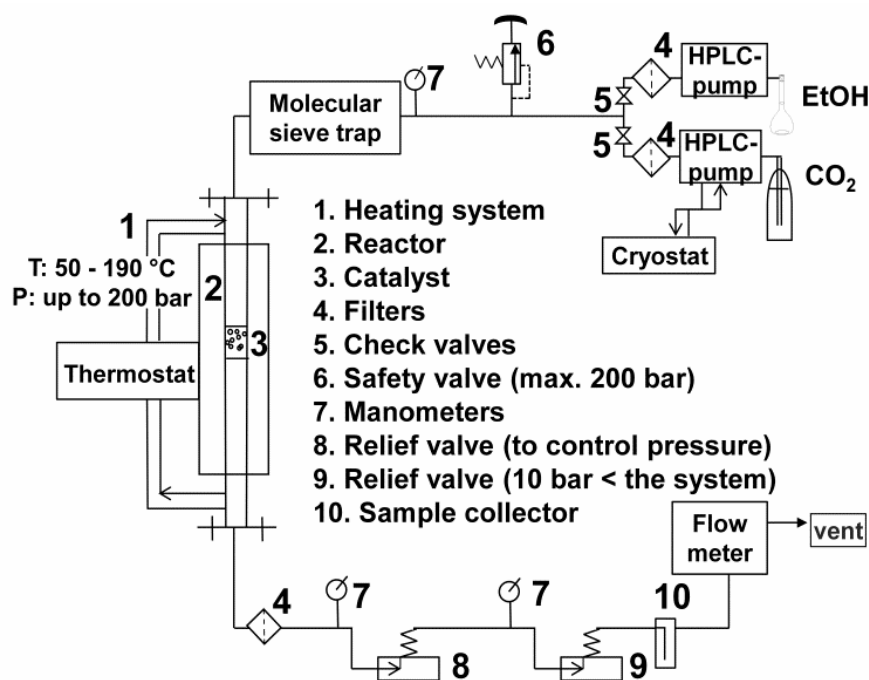 6
4
HPLC-
pump
EtOH
7
5
Molecular
sieve trap
5
4
HPLC-
pump
CO2
Cryostat
1
T: 50 - 190 °C
P: up to 200 bar
2
3
Thermostat
1. Heating system
2. Reactor
3. Catalyst
4. Filters
5. Check valves
6. Safety valve (max. 200 bar)
7. Manometers
8. Relief valve (to control pressure)
9. Relief valve (10 bar < the system)
10. Sample collector
Flow
meter
vent
4
7
7
10
8
9